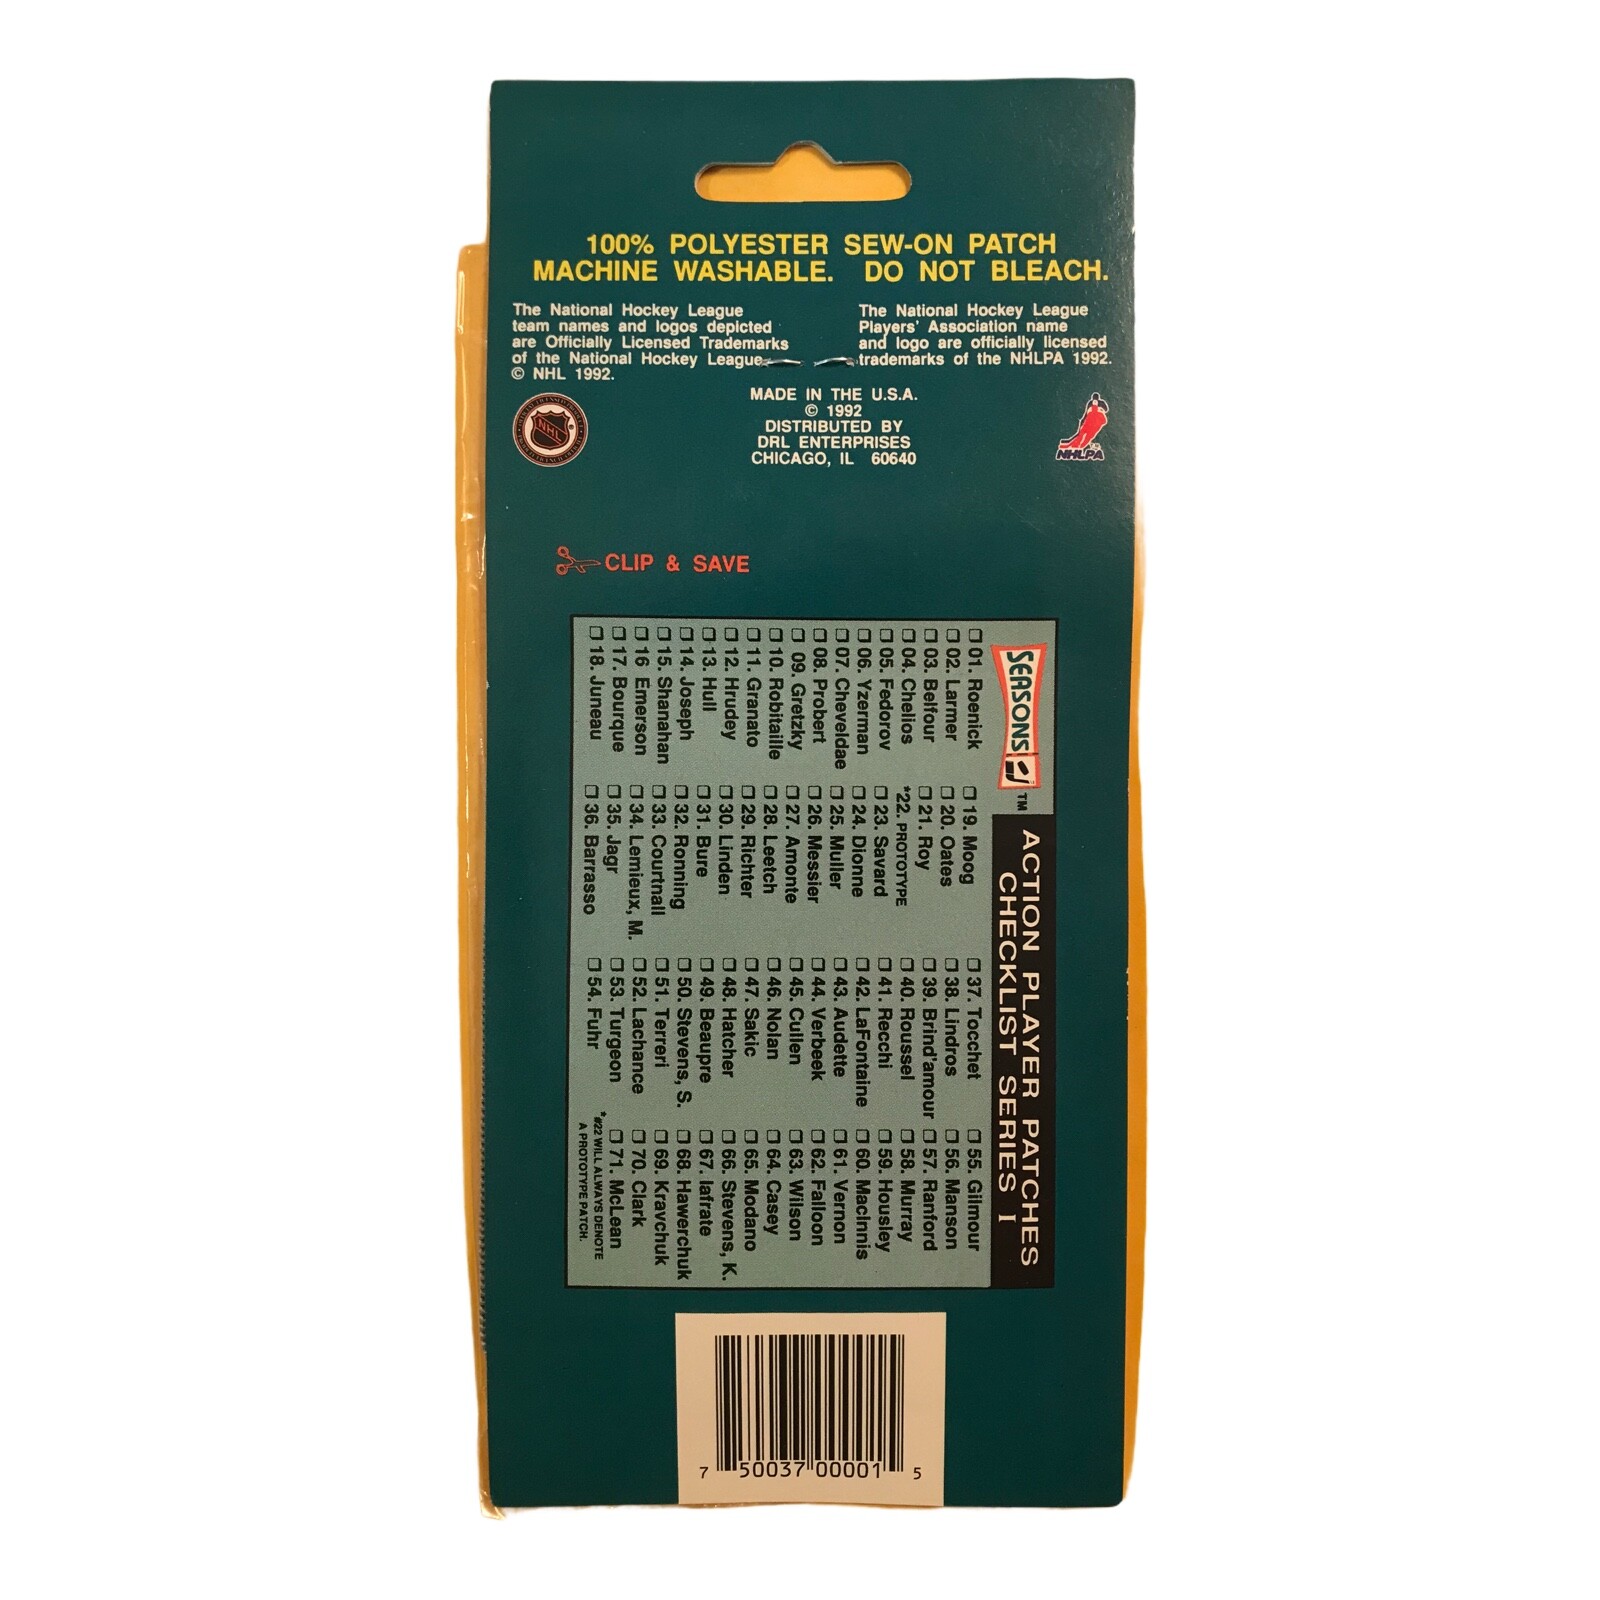 100% POLYESTER SEW-ON PATCH
MACHINE WASHABLE. DO NOT BLEACH.
The National Hockey League
team names and logos depicted
are Officially Licensed Trademarks
of the National Hockey League.
© NHL 1992.
The National Hockey League
Players' Association name
and logo are officially licensed
trademarks of the NHLPA 1992.
NHL
MADE IN THE U.S.A.
© 1992
DISTRIBUTED BY
DRL ENTERPRISES
CHICAGO, IL 60640
NHLPA
CLIP & SAVE
SEASONS TM
ACTION PLAYER PATCHES
CHECKLIST SERIES I
01. Roenick
02. Larmer
03. Belfour
04. Chelios
05. Fedorov
06. Yzerman
07. Cheveldae
08. Probert
09. Gretzky
10. Robitaille
11. Granato
12. Hrudey
13. Hull
14. Joseph
15. Shanahan
16 Emerson
17. Bourque
18. Juneau
19. Moog
20. Oates
21. Roy
*22. PROTOTYPE
23. Savard
24. Dionne
25. Muller
26. Messier
27. Amonte
28. Leetch
29. Richter
30. Linden
31. Bure
32. Ronning
33. Courtnall
34. Lemieux, M.
35. Jagr
36. Barrasso
37. Tocchet
38. Lindros
39. Brind'amour
40. Roussel
41. Recchi
42. LaFontaine
43. Audette
44. Verbeek
45. Cullen
46. Nolan
47. Sakic
48. Hatcher
49. Beaupre
50. Stevens, S.
51. Terreri
52. Lachance
53. Turgeon
54. Fuhr
55. Gilmour
56. Manson
57. Ranford
58. Murray
59. Housley
60. MacInnis
61. Vernon
62. Falloon
63. Wilson
64. Casey
65. Modano
66. Stevens, K.
67. Iafrate
68. Hawerchuk
69. Kravchuk
70. Clark
71. McLean
*#22 WILL ALWAYS DENOTE
A PROTOTYPE PATCH.
7 50037 00001 5